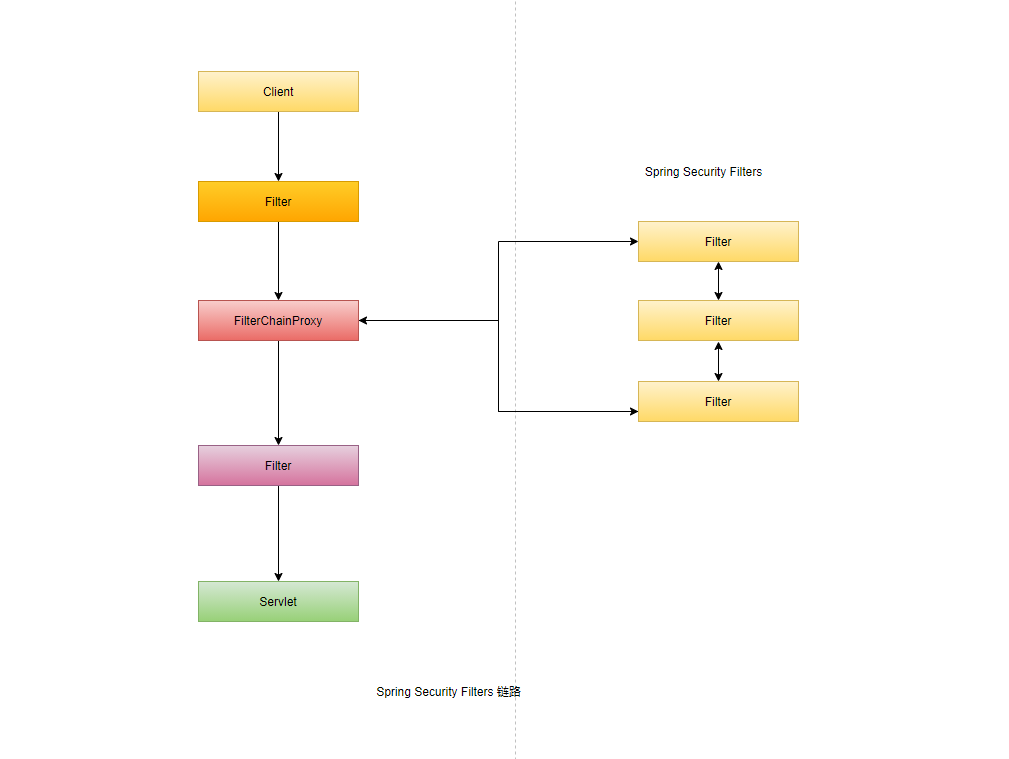 Client
Filter
FilterChainProxy
Filter
Servlet
Spring Security Filters
Filter
Filter
Filter
Spring Security Filters 链路